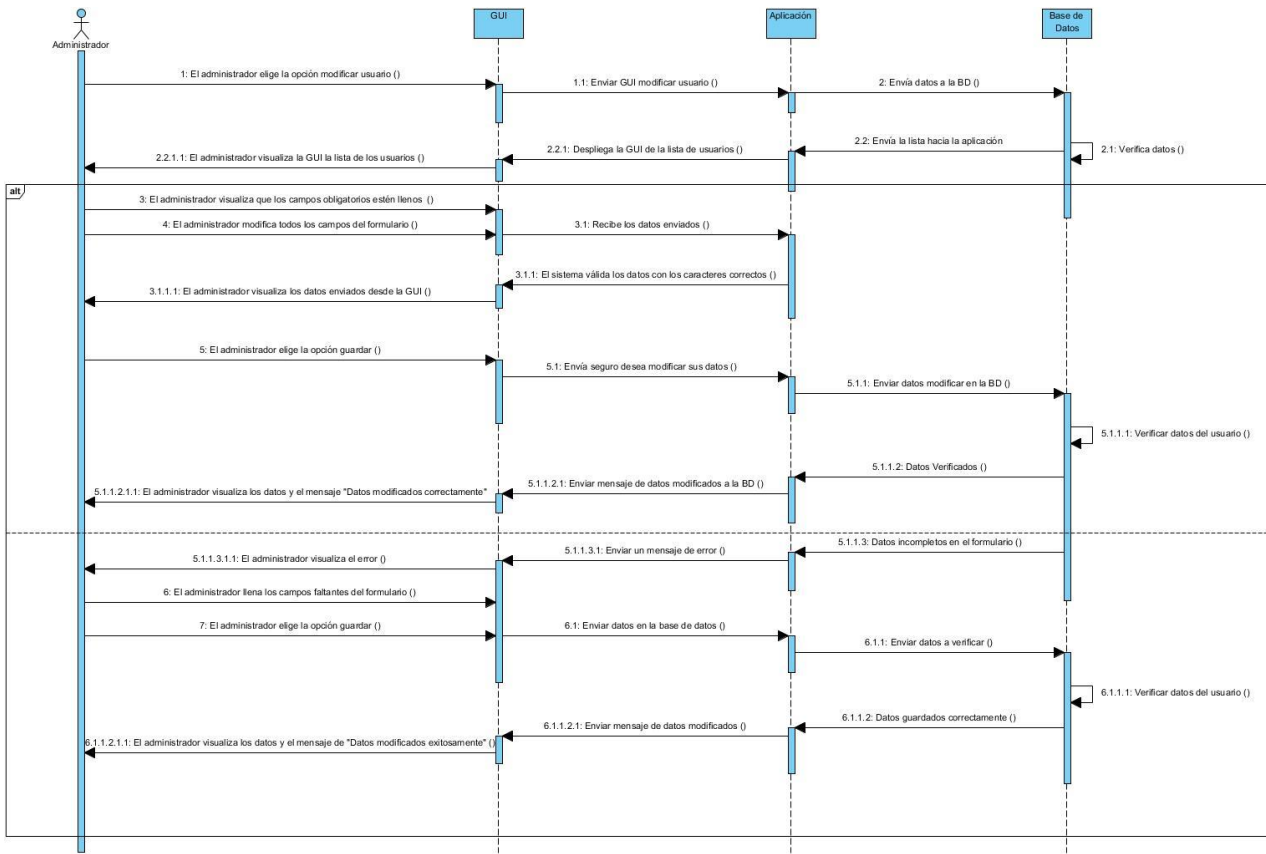 GUI
Aplicación
Base de
Datos
Administrador
1: El administrador elige la opción modificar usuario ()
1.1: Enviar GUI modificar usuario ()
2: Envía datos a la BD ()
2.2: Envía la lista hacia la aplicación
2.1: Verifica datos ()
2.2.1: Despliega la GUI de la lista de usuarios ()
2.2.1.1: El administrador visualiza la GUI la lista de los usuarios ()
alt
3: El administrador visualiza que los campos obligatorios estén llenos ()
4: El administrador modifica todos los campos del formulario ()
3.1: Recibe los datos enviados ()
3.1.1: El sistema válida los datos con los caracteres correctos ()
3.1.1.1: El administrador visualiza los datos enviados desde la GUI ()
5: El administrador elige la opción guardar ()
5.1: Envía seguro desea modificar sus datos ()
5.1.1: Enviar datos modificar en la BD ()
5.1.1.1: Verificar datos del usuario ()
5.1.1.2: Datos Verificados ()
5.1.1.2.1: Enviar mensaje de datos modificados a la BD ()
5.1.1.2.1.1: El administrador visualiza los datos y el mensaje "Datos modificados correctamente"
5.1.1.3: Datos incompletos en el formulario ()
5.1.1.3.1: Enviar un mensaje de error ()
5.1.1.3.1.1: El administrador visualiza el error ()
6: El administrador llena los campos faltantes del formulario ()
7: El administrador elige la opción guardar ()
6.1: Enviar datos en la base de datos ()
6.1.1: Enviar datos a verificar ()
6.1.1.1: Verificar datos del usuario ()
6.1.1.2: Datos guardados correctamente ()
6.1.1.2.1: Enviar mensaje de datos modificados ()
6.1.1.2.1.1: El administrador visualiza los datos y el mensaje de "Datos modificados exitosamente" ()